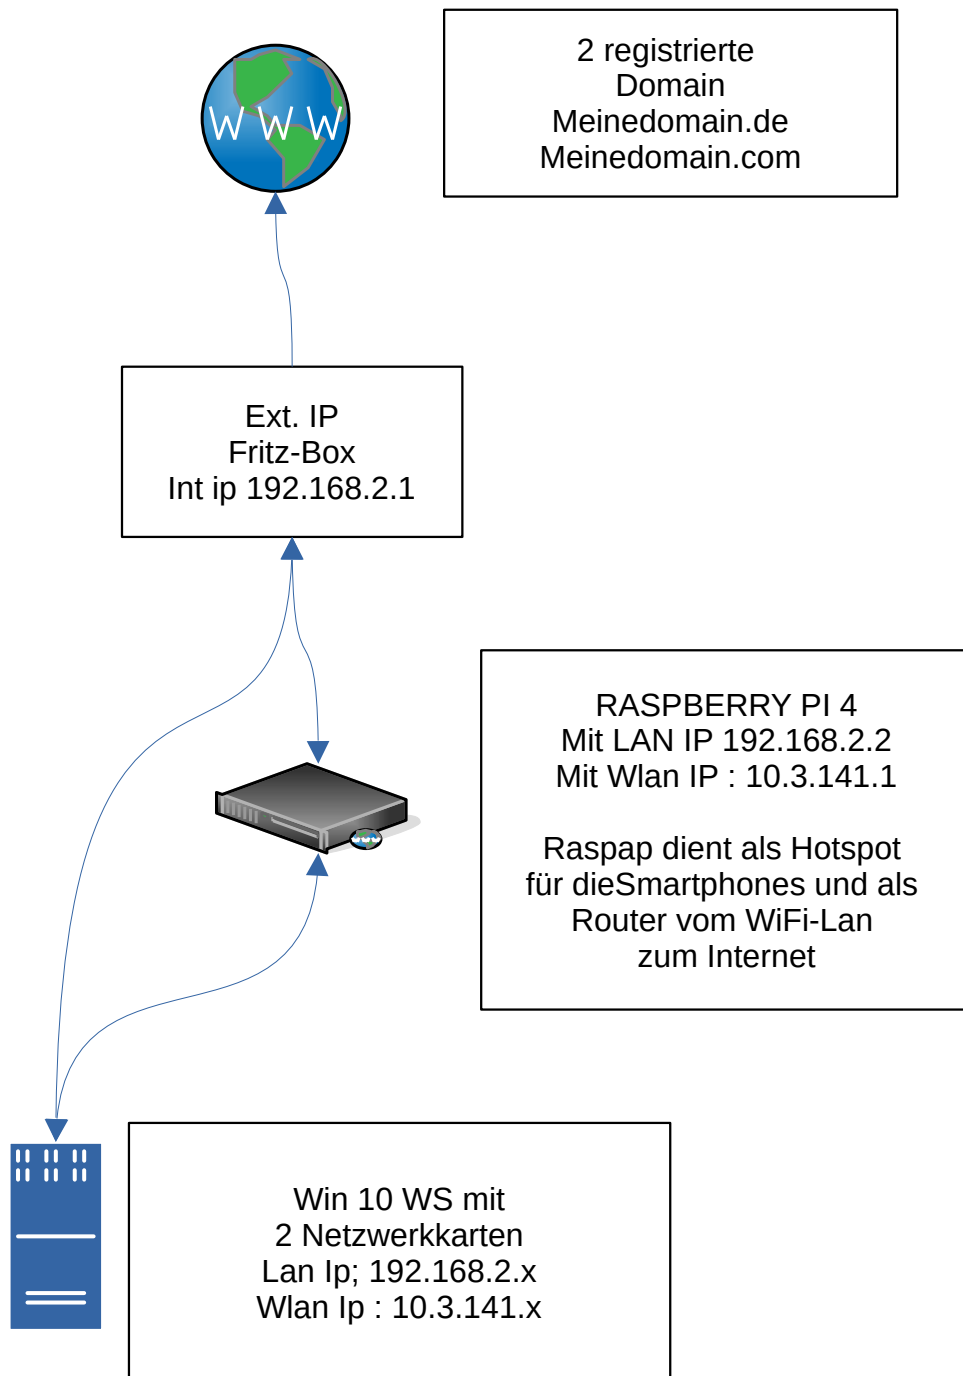 W W W
2 registrierte
Domain
Meinedomain.de
Meinedomain.com
Ext. IP
Fritz-Box
Int ip 192.168.2.1
RASPBERRY PI 4
Mit LAN IP 192.168.2.2
Mit Wlan IP : 10.3.141.1
Raspap dient als Hotspot
für dieSmartphones und als
Router vom WiFi-Lan
zum Internet
Win 10 WS mit
2 Netzwerkkarten
Lan Ip; 192.168.2.x
Wlan Ip : 10.3.141.x